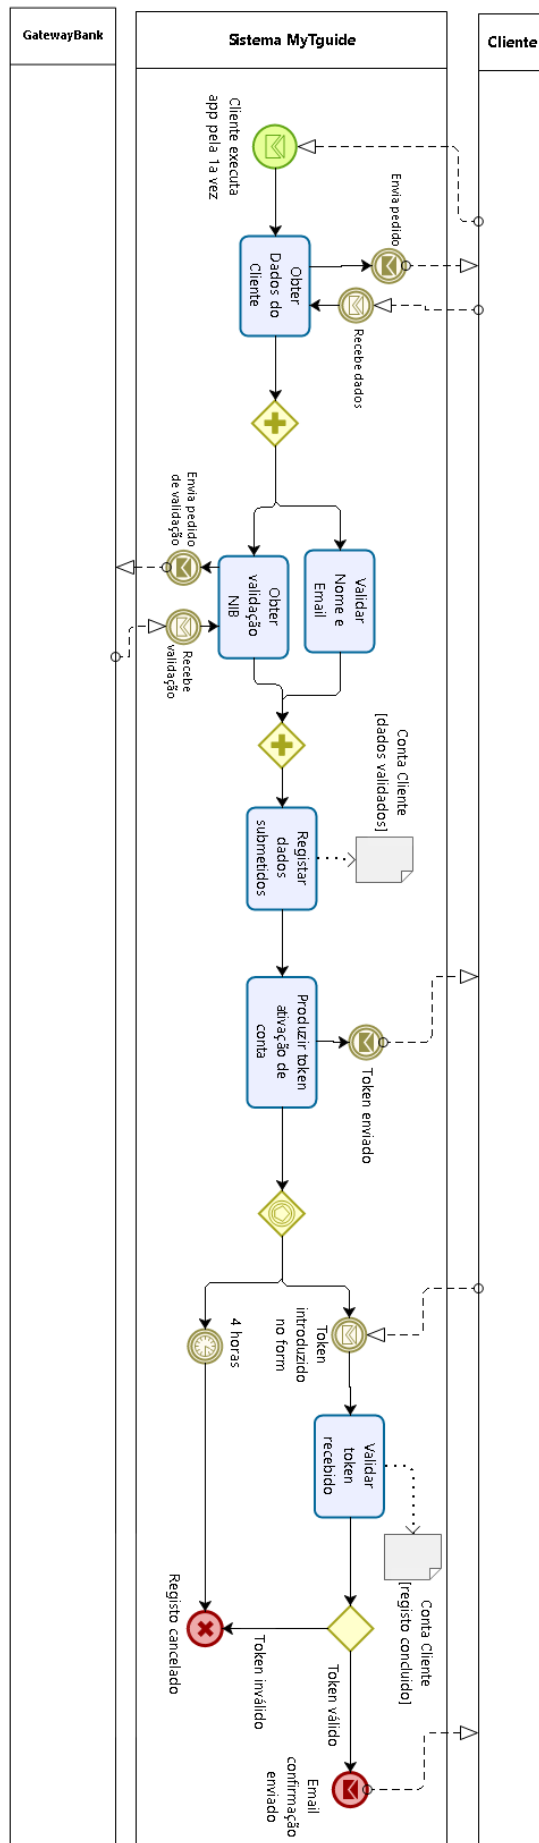 GatewayBank
Sistema MyTguide
Cliente
Cliente executa
app pela 1a vez
Envia pedido
Obter
Dados do
Cliente
Recebe dados
Envia pedido
de validação
Obter
validação
NIB
Validar
Nome e
Email
Recebe
validação
Conta Cliente
[dados validados]
Registar
dados
submetidos
Produzir token
ativação de
conta
Token enviado
Token
introduzido
no form
4 horas
Validar
token
recebido
Conta Cliente
[registo concluido]
Registo cancelado
Token inválido
Token válido
Email
confirmação
enviado